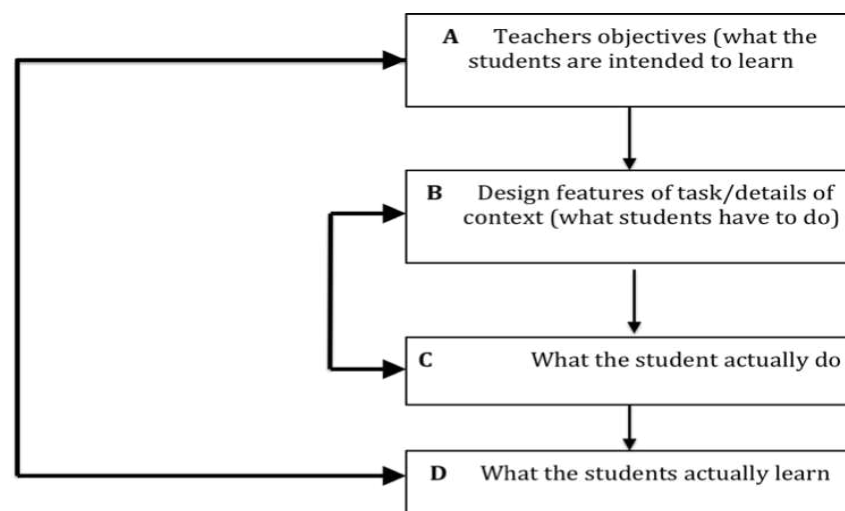 A Teachers objectives (what the
students are intended to learn
B Design features of task/details of
context (what students have to do)
C What the student actually do
D What the students actually learn